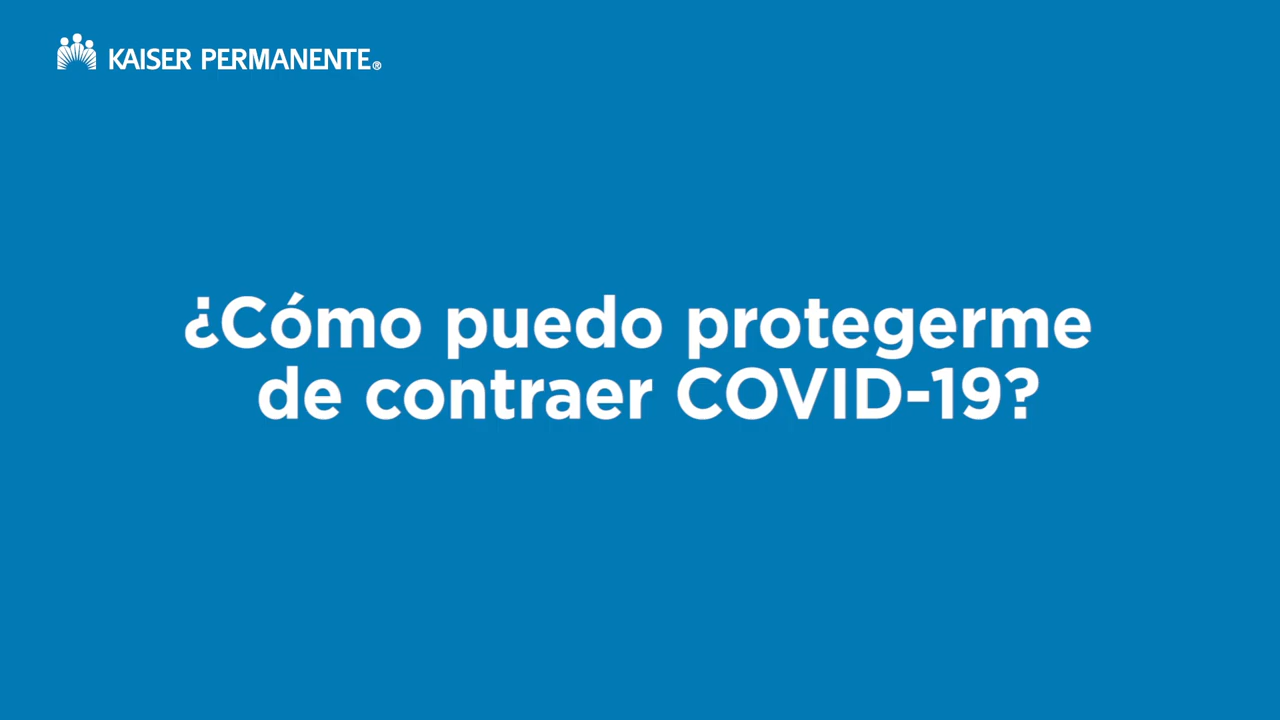 KAISER PERMANENTE®
¿Cómo puedo protegerme
de contraer COVID-19?